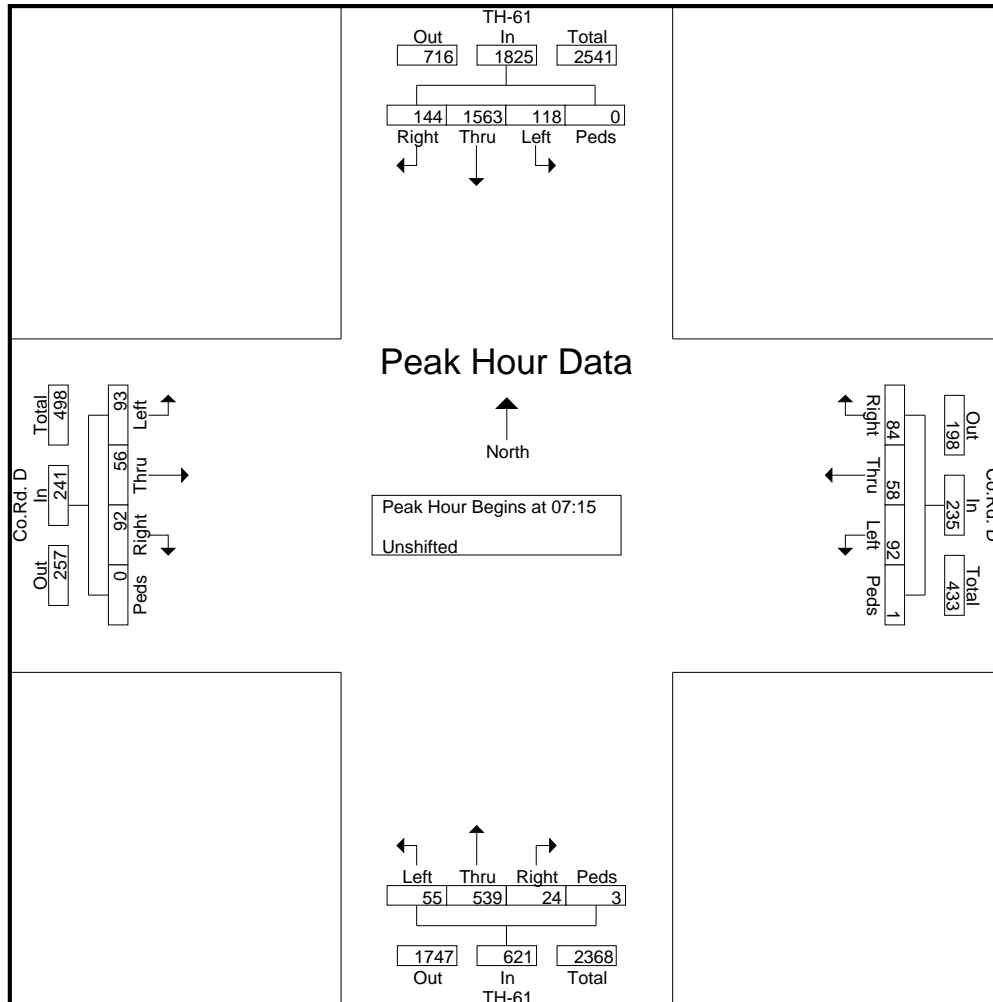 TH-61
Out In Total
716 1825 2541
144 1563 118 0
Right Thru Left Peds
Peak Hour Data
North
Peak Hour Begins at 07:15
Unshifted
Co.Rd. D
Out In Total
257 241 498
0 92 56 93
Peds Right Thru Left
Co.Rd. D
Out In Total
198 235 433
84 58 92 1
Right Thru Left Peds
Left Thru Right Peds
55 539 24 3
1747 621 2368
Out In Total
TH-61